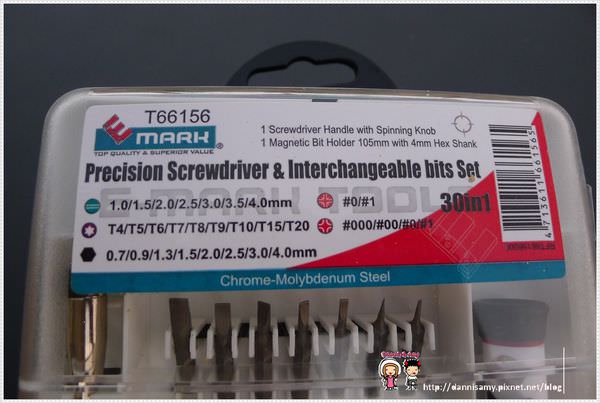 T66156
E MARK
TOP QUALITY & SUPERIOR VALUE
1 Screwdriver Handle with Spinning Knob
1 Magnetic Bit Holder 105mm with 4mm Hex Shank
Precision Screwdriver & Interchangeable bits Set
30in1
1.0/1.5/2.0/2.5/3.0/3.5/4.0mm
#0/#1
T4/T5/T6/T7/T8/T9/T10/T15/T20
#000/#00/#0/#1
0.7/0.9/1.3/1.5/2.0/2.5/3.0/4.0mm
Chrome-Molybdenum Steel
4713611661565
http://dannisamy.pixnet.net/blog